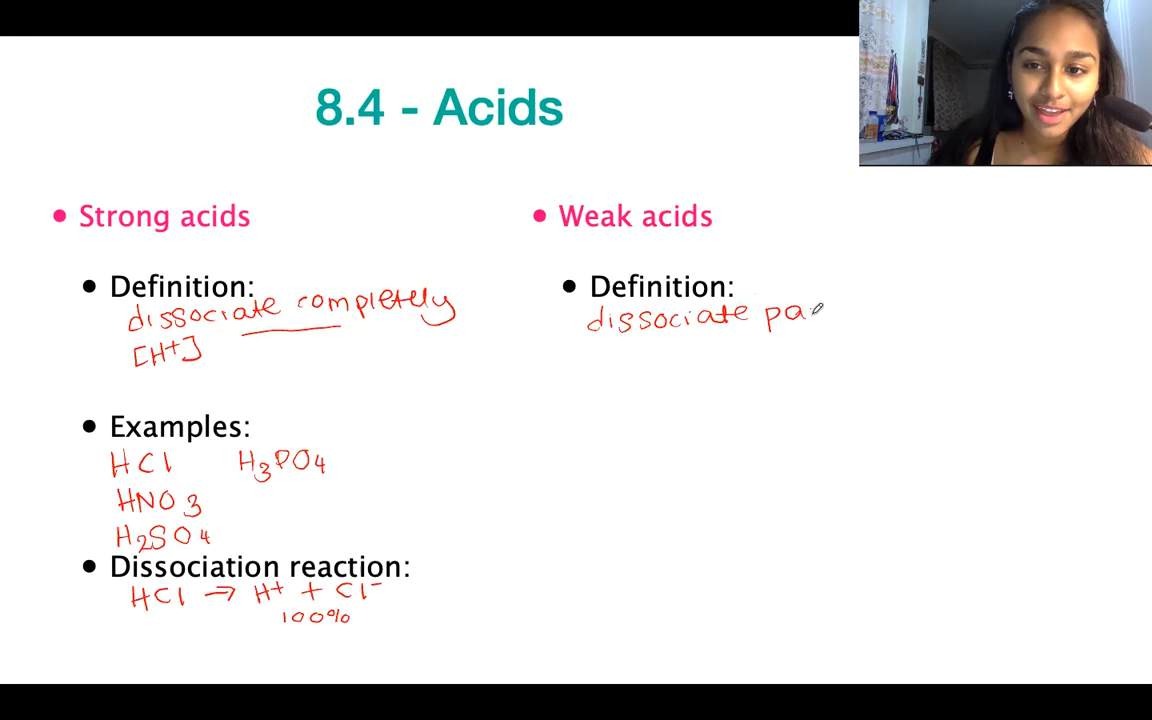 8.4 - Acids
• Strong acids
• Definition:
dissociate completely
[H⁺]
• Examples:
HCl H₃PO₄
HNO₃
H₂SO₄
• Dissociation reaction:
HCl → H⁺ + Cl⁻
100%
• Weak acids
• Definition:
dissociate pa